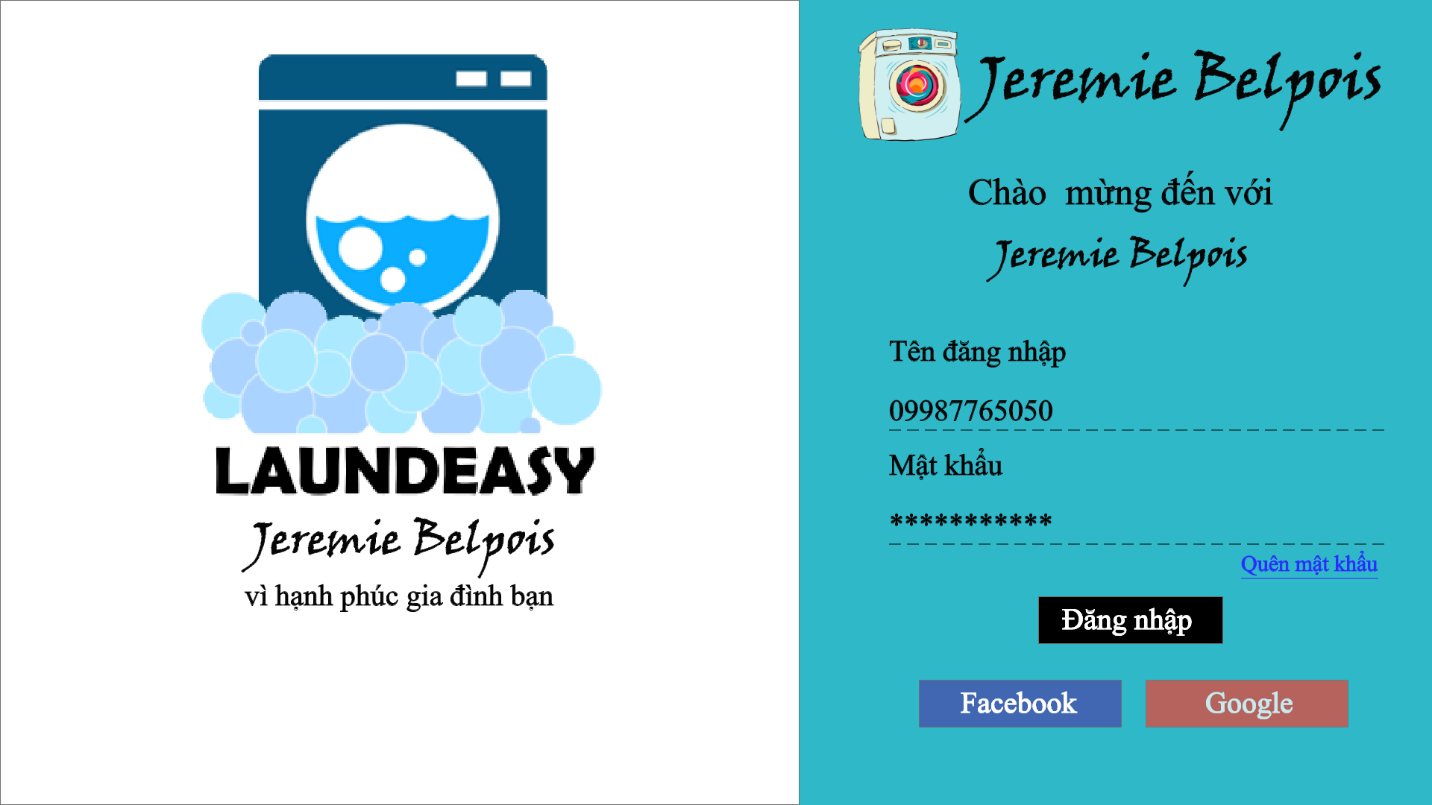 LAUNDEASY
Jeremie Belpois
vì hạnh phúc gia đình bạn
Jeremie Belpois
Chào  mừng đến với
Jeremie Belpois
Tên đăng nhập
09987765050
Mật khẩu
***********
Quên mật khẩu
Đăng nhập
Facebook
Google